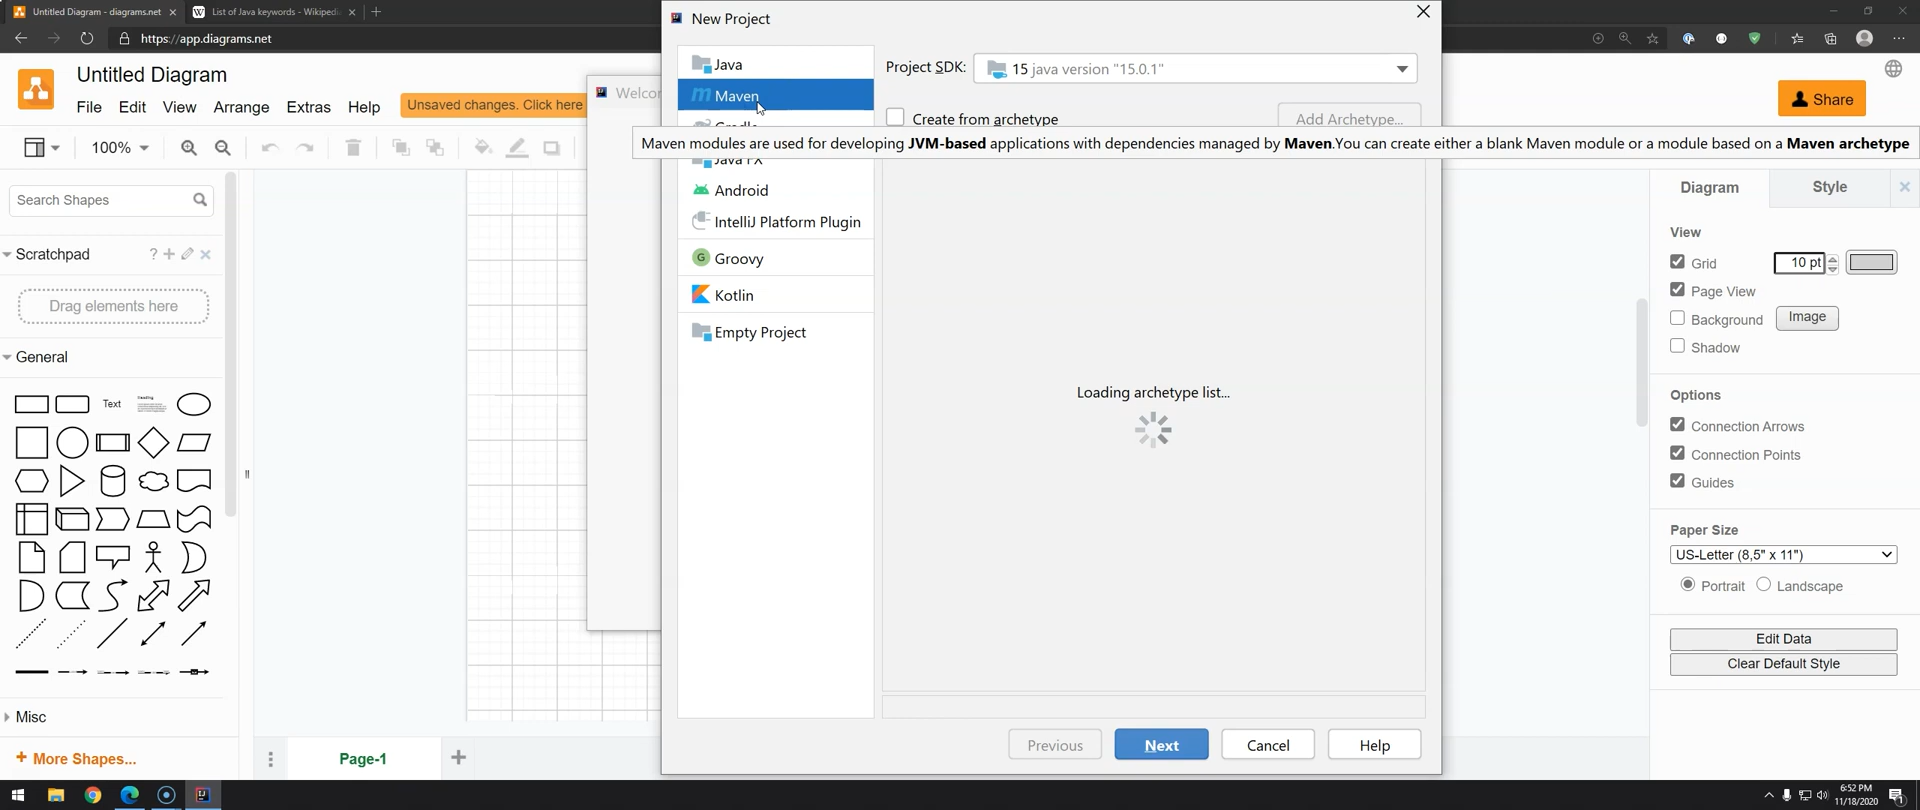 Untitled Diagram - diagrams.net
List of Java keywords - Wikipedi
https://app.diagrams.net
Untitled Diagram
File Edit View Arrange Extras Help
Unsaved changes. Click here
Share
100%
Search Shapes
Scratchpad
?
Drag elements here
General
Text
Heading
Misc
+ More Shapes...
Page-1
Welcom
New Project
Java
Maven
Gradle
Java FX
Android
IntelliJ Platform Plugin
Groovy
Kotlin
Empty Project
Project SDK:
15 java version "15.0.1"
Create from archetype
Add Archetype...
Maven modules are used for developing JVM-based applications with dependencies managed by Maven.You can create either a blank Maven module or a module based on a Maven archetype
Loading archetype list...
Previous
Next
Cancel
Help
Diagram
Style
View
Grid
10 pt
Page View
Background
Image
Shadow
Options
Connection Arrows
Connection Points
Guides
Paper Size
US-Letter (8,5" x 11")
Portrait
Landscape
Edit Data
Clear Default Style
6:52 PM
11/18/2020